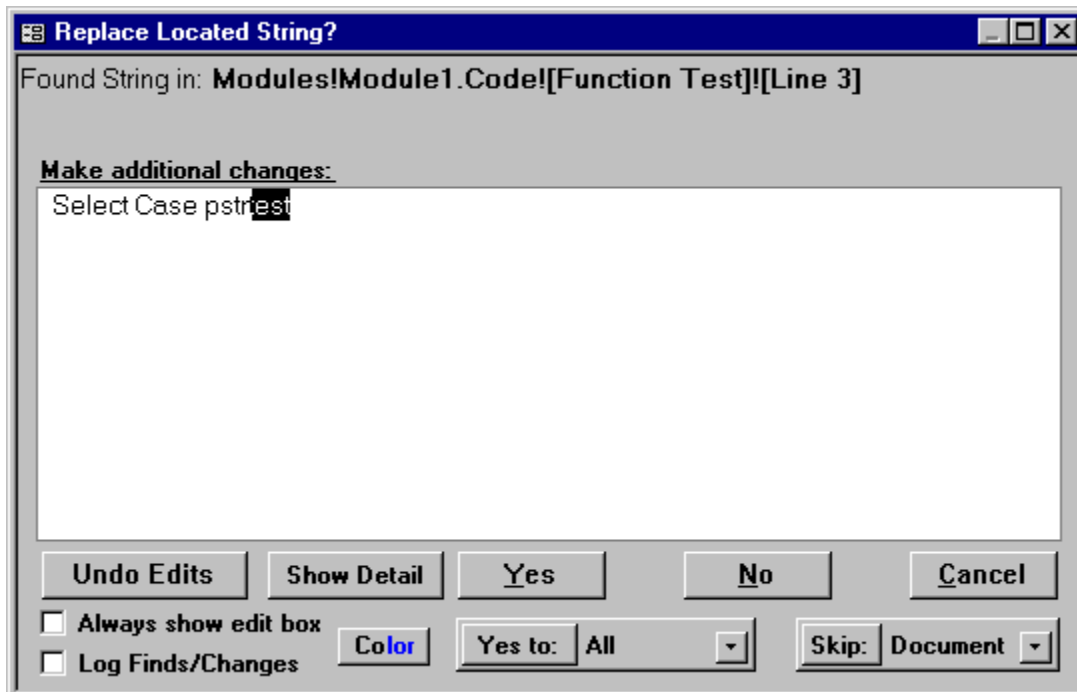 Replace Located String?
Found String in: Modules!Module1.Code![Function Test]![Line 3]
Make additional changes:
Select Case pstrtest
Undo Edits Show Detail Yes No Cancel
Always show edit box
Log Finds/Changes
Color Yes to: All Skip: Document